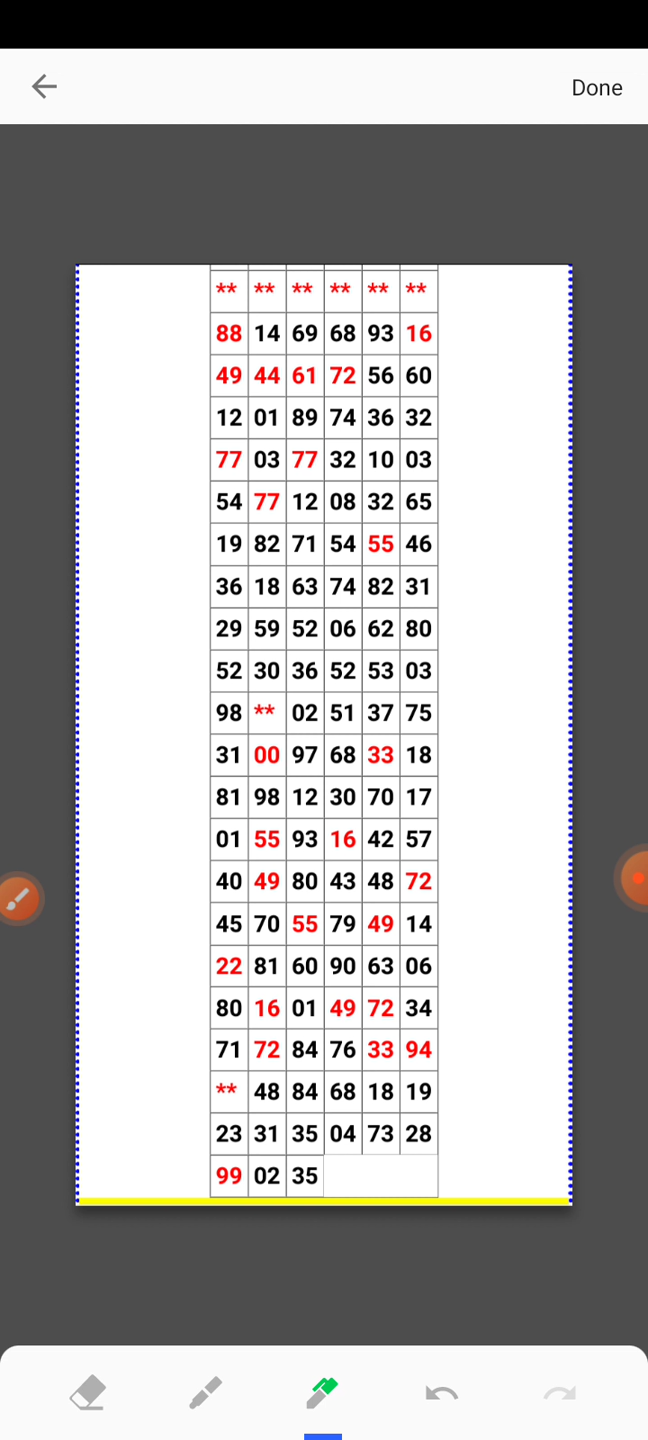 Done
** ** ** ** ** **
88 14 69 68 93 16
49 44 61 72 56 60
12 01 89 74 36 32
77 03 77 32 10 03
54 77 12 08 32 65
19 82 71 54 55 46
36 18 63 74 82 31
29 59 52 06 62 80
52 30 36 52 53 03
98 ** 02 51 37 75
31 00 97 68 33 18
81 98 12 30 70 17
01 55 93 16 42 57
40 49 80 43 48 72
45 70 55 79 49 14
22 81 60 90 63 06
80 16 01 49 72 34
71 72 84 76 33 94
** 48 84 68 18 19
23 31 35 04 73 28
99 02 35